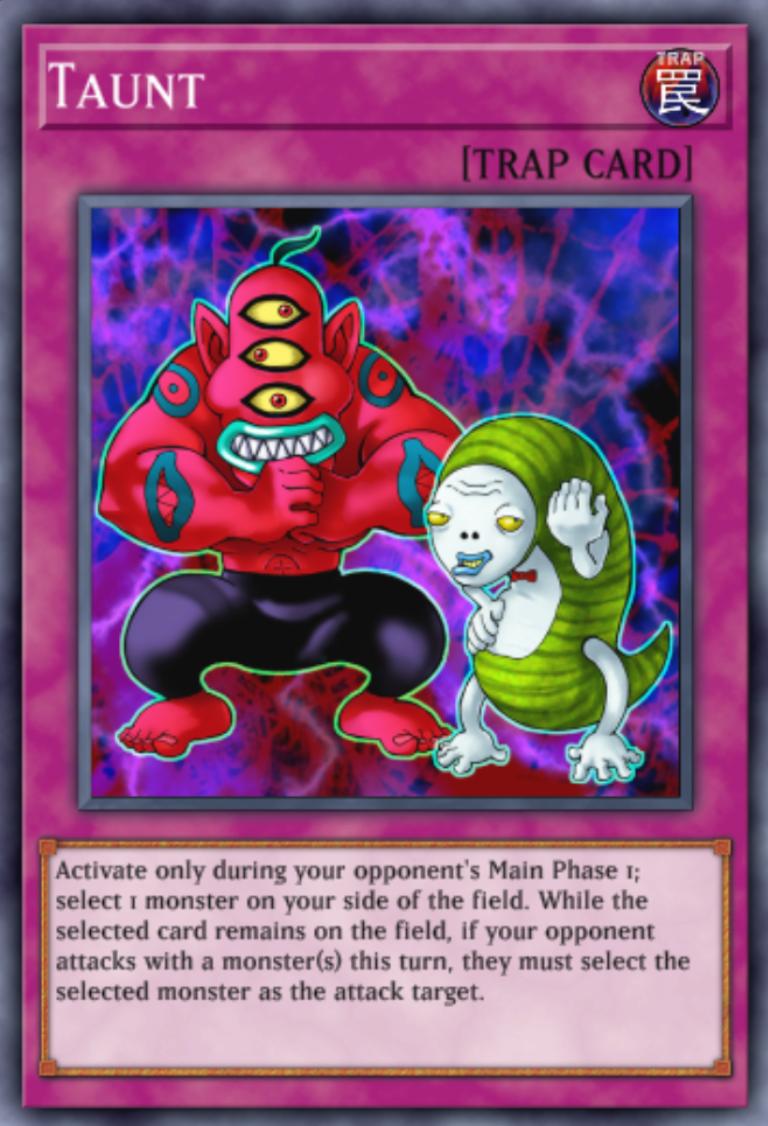 Taunt
TRAP
罠
[TRAP CARD]
Activate only during your opponent's Main Phase 1;
select 1 monster on your side of the field. While the
selected card remains on the field, if your opponent
attacks with a monster(s) this turn, they must select the
selected monster as the attack target.